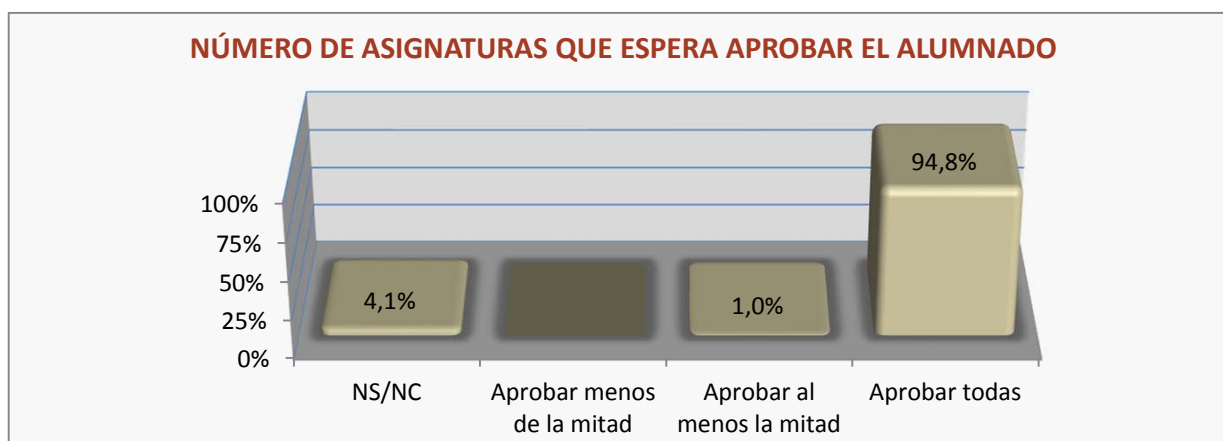 NÚMERO DE ASIGNATURAS QUE ESPERA APROBAR EL ALUMNADO
94,8%
100%
75%
50%
25%
0%
4,1%
1,0%
NS/NC
Aprobar menos
de la mitad
Aprobar al
menos la mitad
Aprobar todas